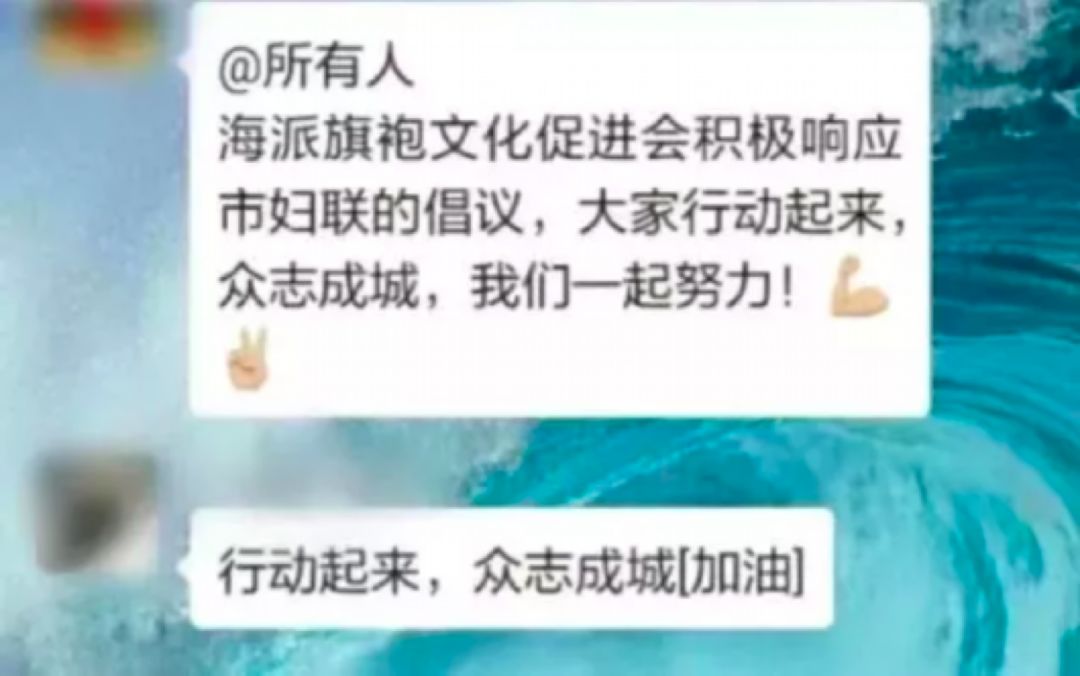 @所有人
海派旗袍文化促进会积极响应
市妇联的倡议，大家行动起来，
众志成城，我们一起努力！💪🏼
✌🏼
行动起来，众志成城[加油]